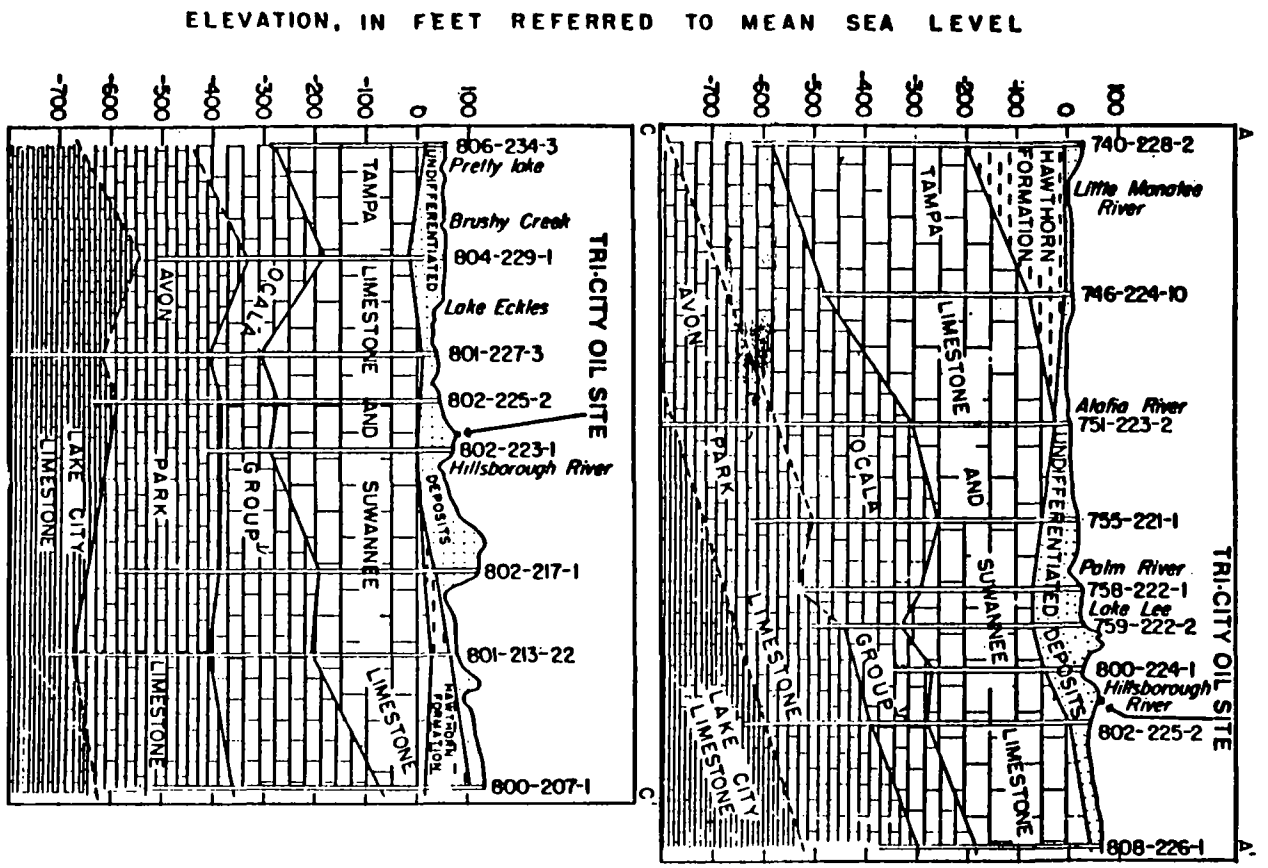 ELEVATION, IN FEET REFERRED TO MEAN SEA LEVEL
-700
-600
-500
-400
-300
-200
-100
0
100
C
806-234-3
Pretty lake
Brushy Creek
804-229-1
Lake Eckles
801-227-3
802-225-2
802-223-1
Hillsborough River
802-217-1
801-213-22
800-207-1
C'
TRI-CITY OIL SITE
UNDIFFERENTIATED
DEPOSITS
HAWTHORN
FORMATION
TAMPA
LIMESTONE
AND
SUWANNEE
LIMESTONE
OCALA
GROUP
AVON
PARK
LIMESTONE
LAKE CITY
LIMESTONE
-700
-600
-500
-400
-300
-200
-100
0
100
A
740-228-2
Little Manatee
River
746-224-10
Alafia River
751-223-2
755-221-1
Palm River
758-222-1
Lake Lee
759-222-2
800-224-1
Hillsborough
River
802-225-2
808-226-1
A'
TRI-CITY OIL SITE
HAWTHORN
FORMATION
UNDIFFERENTIATED DEPOSITS
TAMPA
LIMESTONE
AND
SUWANNEE
LIMESTONE
OCALA
GROUP
AVON
PARK
LIMESTONE
LAKE CITY
LIMESTONE